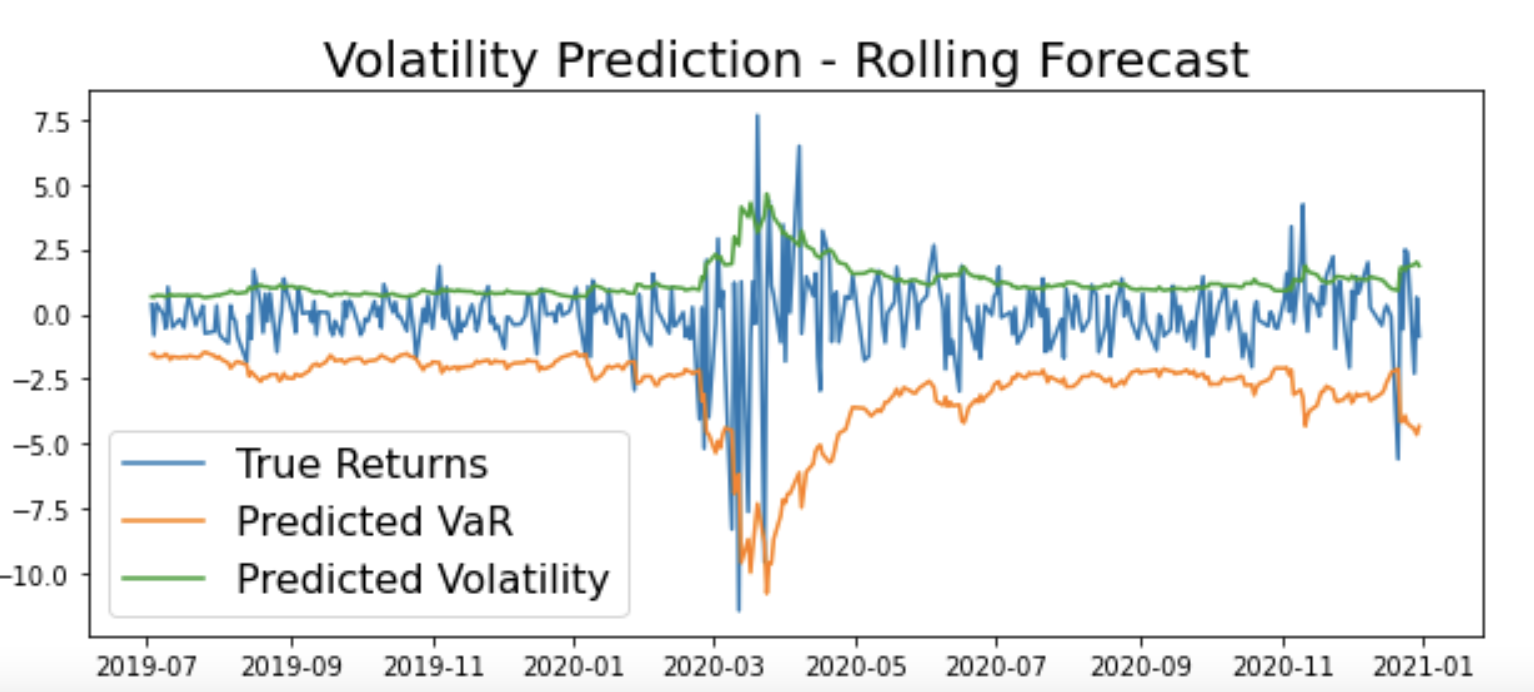 Volatility Prediction - Rolling Forecast
7.5
5.0
2.5
0.0
−2.5
−5.0
−7.5
−10.0
True Returns
Predicted VaR
Predicted Volatility
2019-07 2019-09 2019-11 2020-01 2020-03 2020-05 2020-07 2020-09 2020-11 2021-01